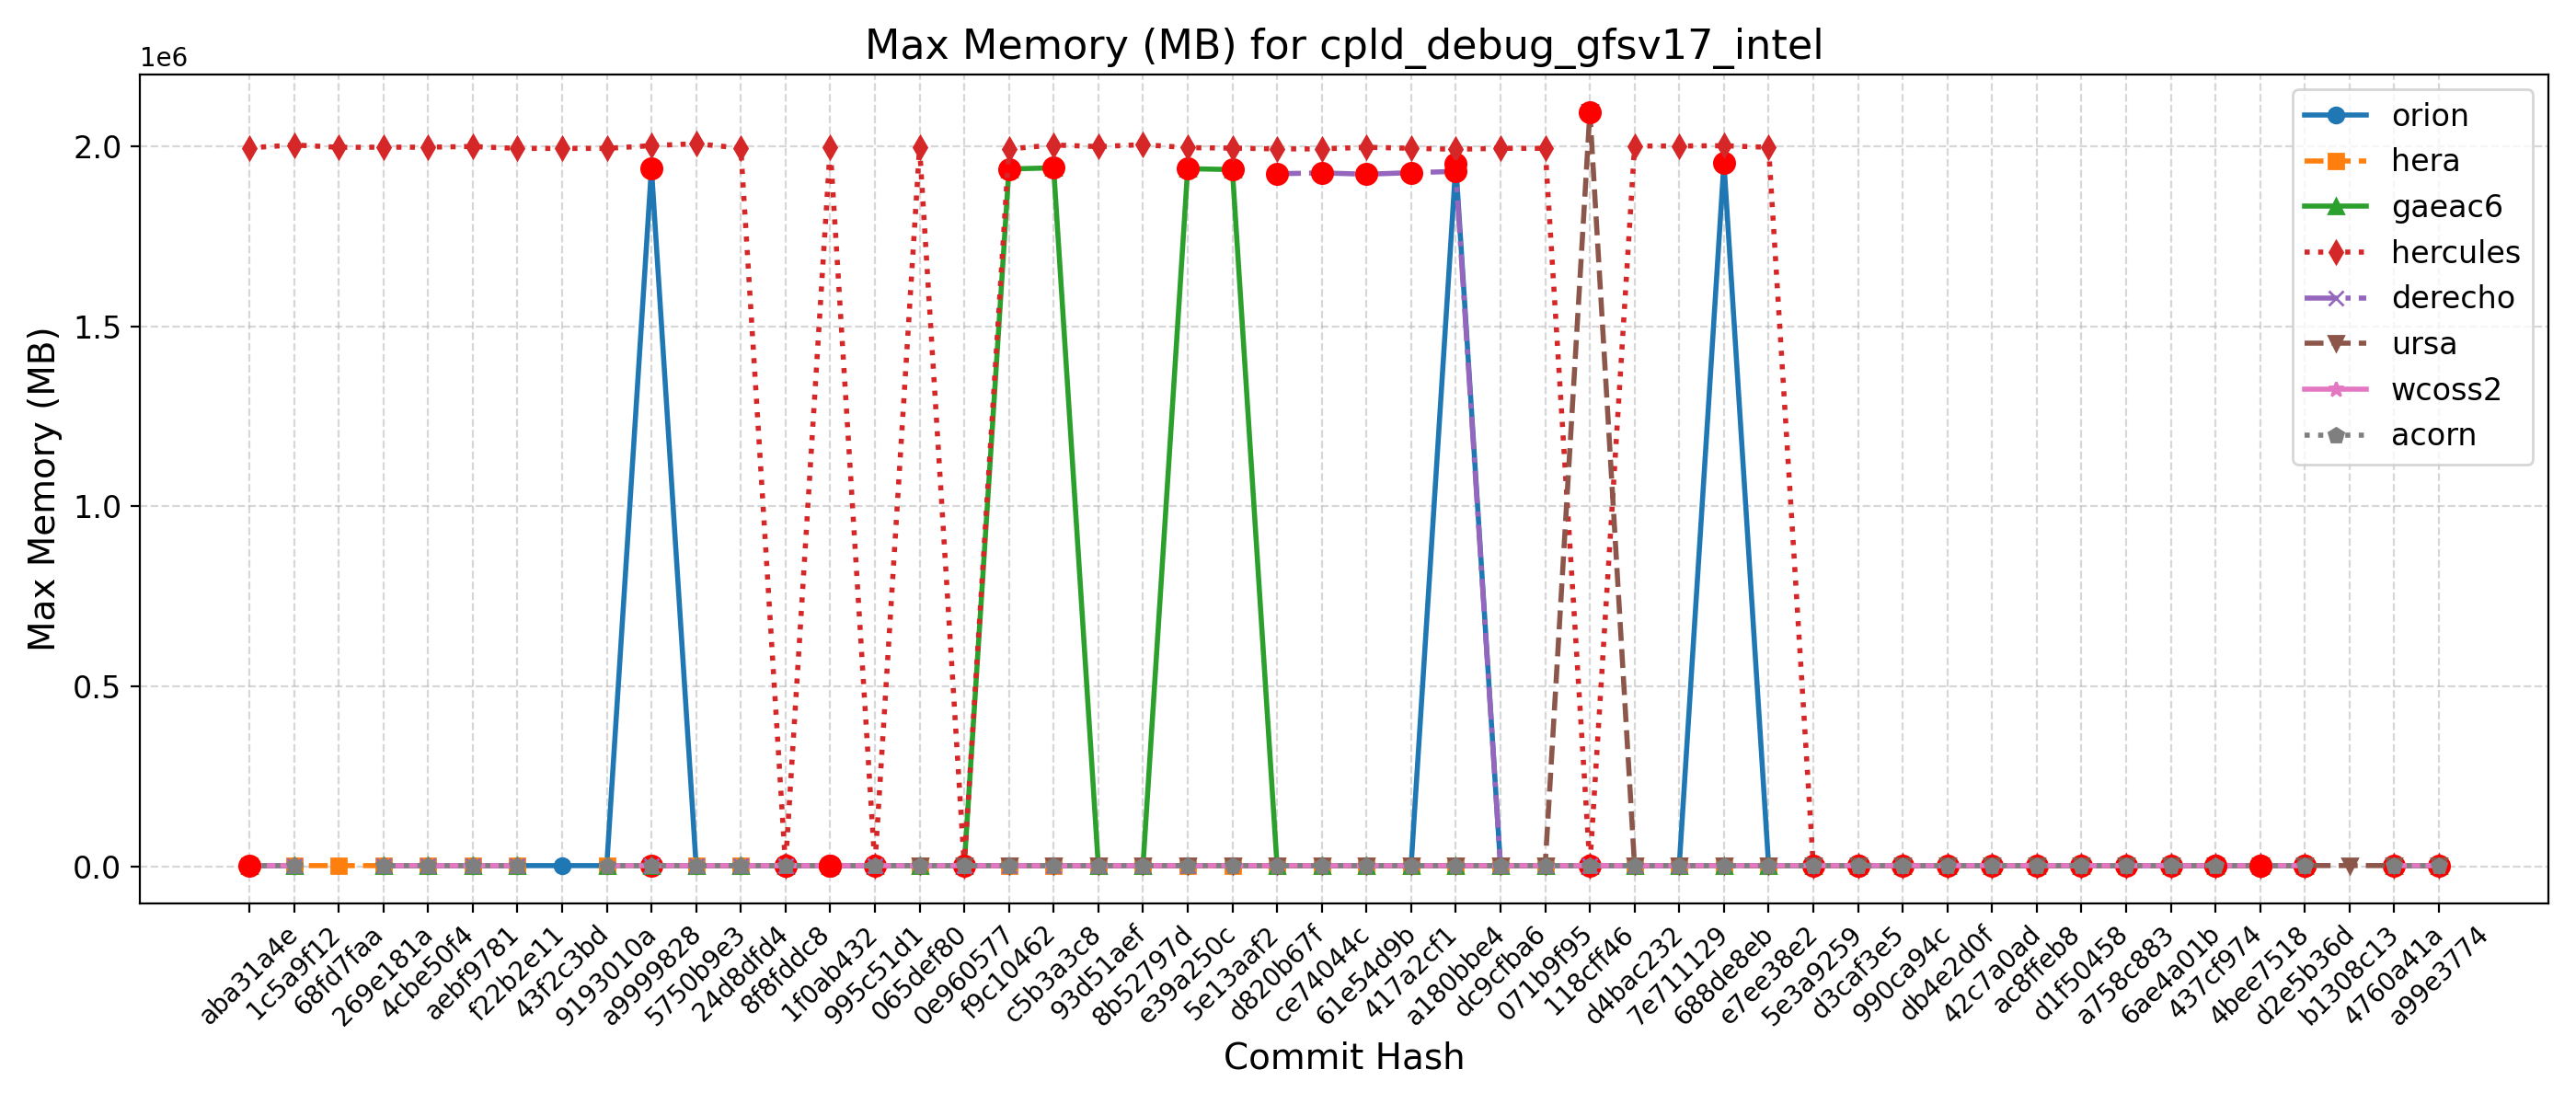 Max Memory (MB) for cpld_debug_gfsv17_intel
1e6
2.0
1.5
1.0
0.5
0.0
Max Memory (MB)
orion
hera
gaeac6
hercules
derecho
ursa
wcoss2
acorn
aba31a4e
1c5a9f12
68fd7faa
269e181a
4cbe50f4
aebf9781
f22b2e11
43f2c3bd
9193010a
a9999828
5750b9e3
24d8dfd4
8f8fddc8
1f0ab432
995c51d1
065def80
0e960577
f9c10462
c5b3a3c8
93d51aef
8b52797d
e39a250c
5e13aaf2
d820b67f
ce74044c
61e54d9b
417a2cf1
a180bbe4
dc9cfba6
071b9f95
118cff46
d4bac232
7e711129
688de8eb
e7ee38e2
5e3a9259
d3caf3e5
990ca94c
db4e2d0f
42c7a0ad
ac8ffeb8
d1f50458
a758c883
6ae4a01b
437cf974
4bee7518
d2e5b36d
b1308c13
4760a41a
a99e3774
Commit Hash